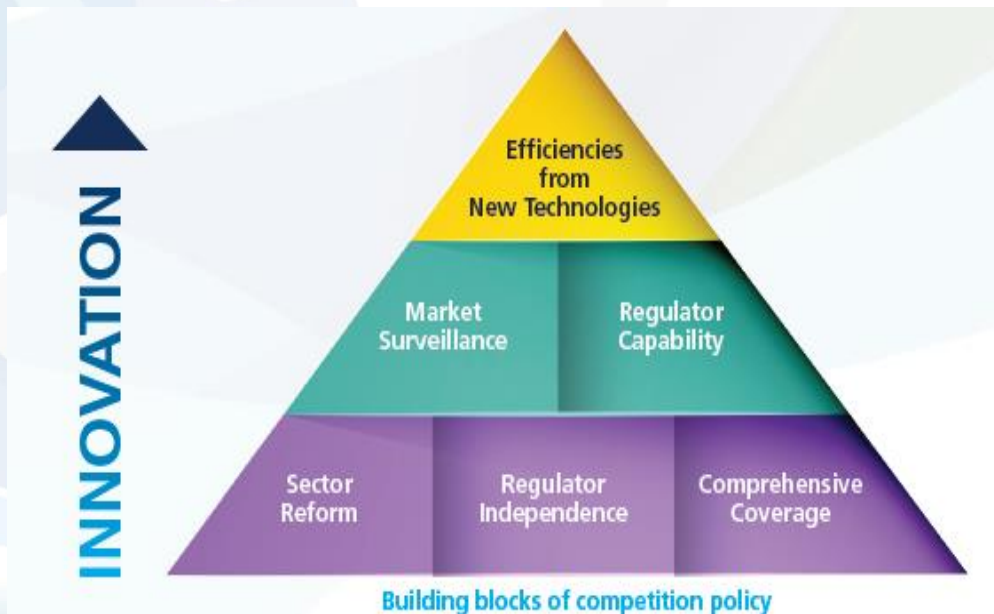 INNOVATION
Efficiencies
from
New Technologies
Market
Surveillance
Regulator
Capability
Sector
Reform
Regulator
Independence
Comprehensive
Coverage
Building blocks of competition policy